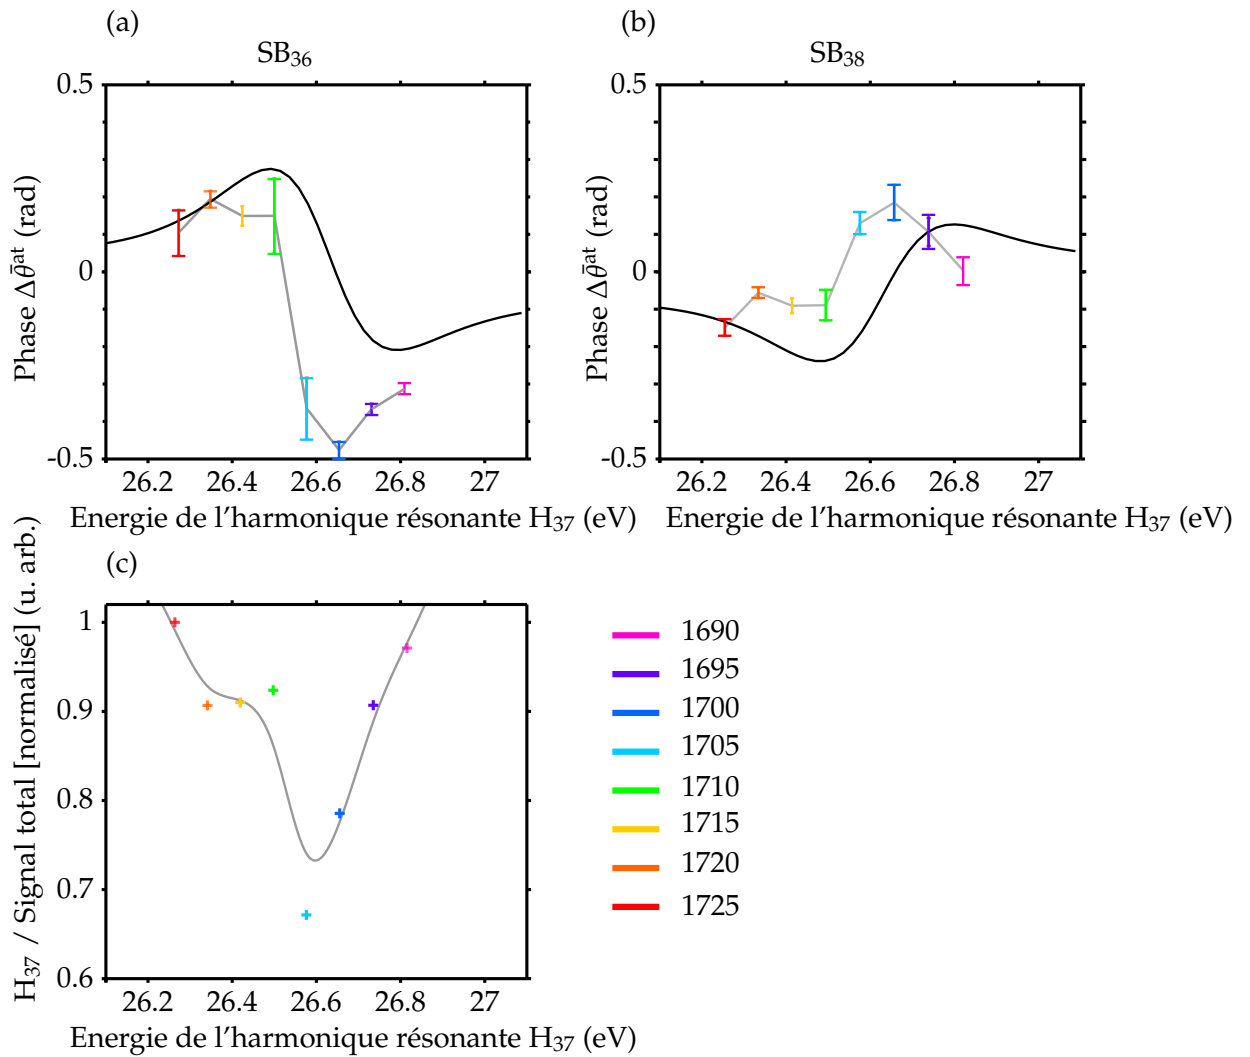 (a)
SB36
0.5
0
-0.5
Phase Δθ̄ᵃᵗ (rad)
26.2 26.4 26.6 26.8 27
Energie de l'harmonique résonante H37 (eV)
(b)
SB38
0.5
0
-0.5
Phase Δθ̄ᵃᵗ (rad)
26.2 26.4 26.6 26.8 27
Energie de l'harmonique résonante H37 (eV)
(c)
1
0.9
0.8
0.7
0.6
H37 / Signal total [normalisé] (u. arb.)
26.2 26.4 26.6 26.8 27
Energie de l'harmonique résonante H37 (eV)
1690
1695
1700
1705
1710
1715
1720
1725